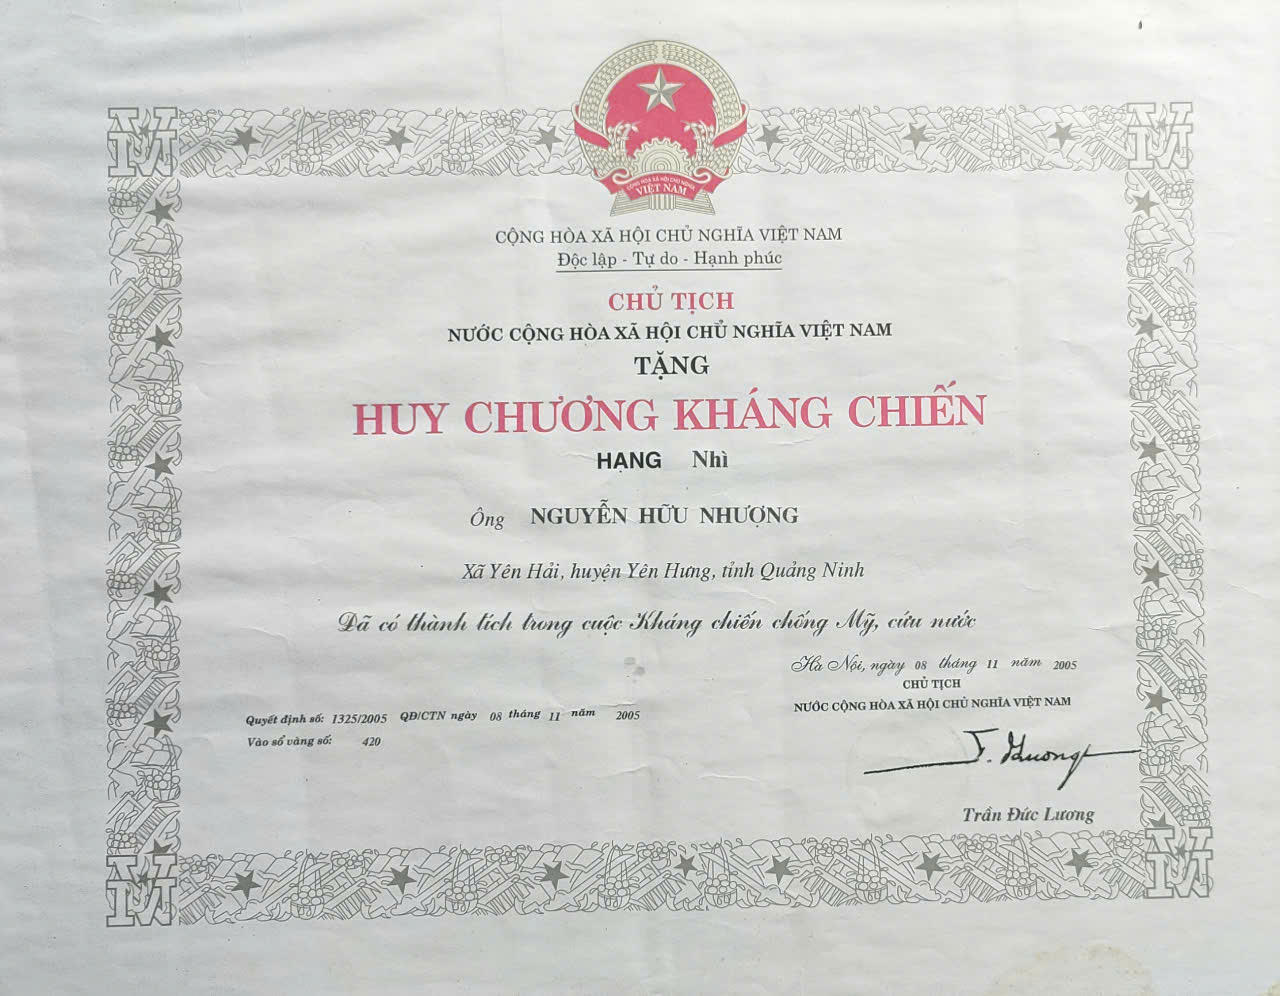 CỘNG HÒA XÃ HỘI CHỦ NGHĨA
VIỆT NAM
CỘNG HÒA XÃ HỘI CHỦ NGHĨA VIỆT NAM
Độc lập - Tự do - Hạnh phúc
CHỦ TỊCH
NƯỚC CỘNG HÒA XÃ HỘI CHỦ NGHĨA VIỆT NAM
TẶNG
HUY CHƯƠNG KHÁNG CHIẾN
HẠNG Nhì
Ông NGUYỄN HỮU NHƯỢNG
Xã Yên Hải, huyện Yên Hưng, tỉnh Quảng Ninh
Đã có thành tích trong cuộc Kháng chiến chống Mỹ, cứu nước
Hà Nội, ngày 08 tháng 11 năm 2005
CHỦ TỊCH
NƯỚC CỘNG HÒA XÃ HỘI CHỦ NGHĨA VIỆT NAM
Quyết định số: 1325/2005 QĐ/CTN ngày 08 tháng 11 năm 2005
Vào sổ vàng số: 420
Trần Đức Lương